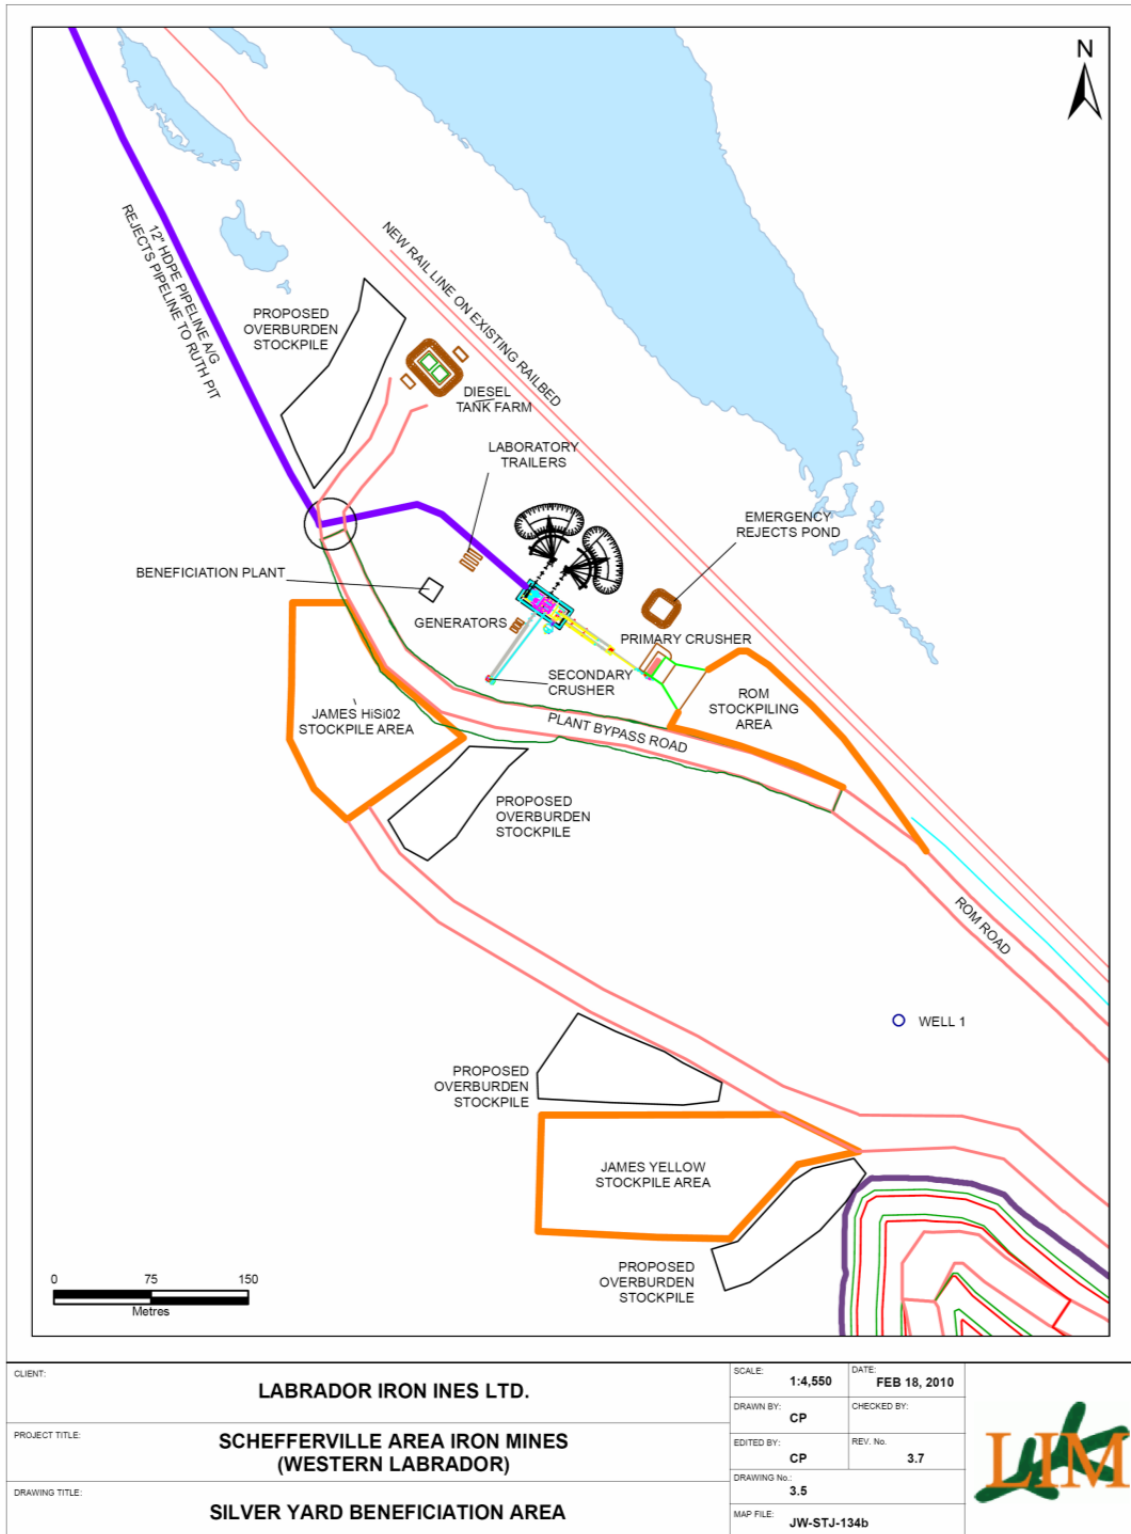 N
12" HDPE PIPELINE A/G
REJECTS PIPELINE TO RUTH PIT
NEW RAIL LINE ON EXISTING RAILBED
PROPOSED
OVERBURDEN
STOCKPILE
DIESEL
TANK FARM
LABORATORY
TRAILERS
EMERGENCY
REJECTS POND
BENEFICIATION PLANT
GENERATORS
PRIMARY CRUSHER
SECONDARY
CRUSHER
ROM
STOCKPILING
AREA
JAMES HiSi02
STOCKPILE AREA
PLANT BYPASS ROAD
PROPOSED
OVERBURDEN
STOCKPILE
ROM ROAD
WELL 1
PROPOSED
OVERBURDEN
STOCKPILE
JAMES YELLOW
STOCKPILE AREA
PROPOSED
OVERBURDEN
STOCKPILE
0 75 150
Metres
CLIENT:
LABRADOR IRON INES LTD.
PROJECT TITLE:
SCHEFFERVILLE AREA IRON MINES
(WESTERN LABRADOR)
DRAWING TITLE:
SILVER YARD BENEFICIATION AREA
SCALE:
1:4,550
DATE:
FEB 18, 2010
DRAWN BY:
CP
CHECKED BY:
EDITED BY:
CP
REV. No.
3.7
DRAWING No.:
3.5
MAP FILE:
JW-STJ-134b
LIM